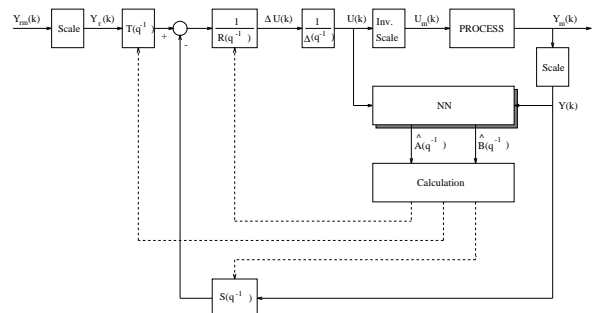 Y_rm(k)
Scale
Y_r(k)
T(q^-1)
+
-
1
R(q^-1)
Δ U(k)
1
Δ(q^-1)
U(k)
Inv.
Scale
U_m(k)
PROCESS
Y_m(k)
Scale
NN
Y(k)
^
A(q^-1)
^
B(q^-1)
Calculation
S(q^-1)